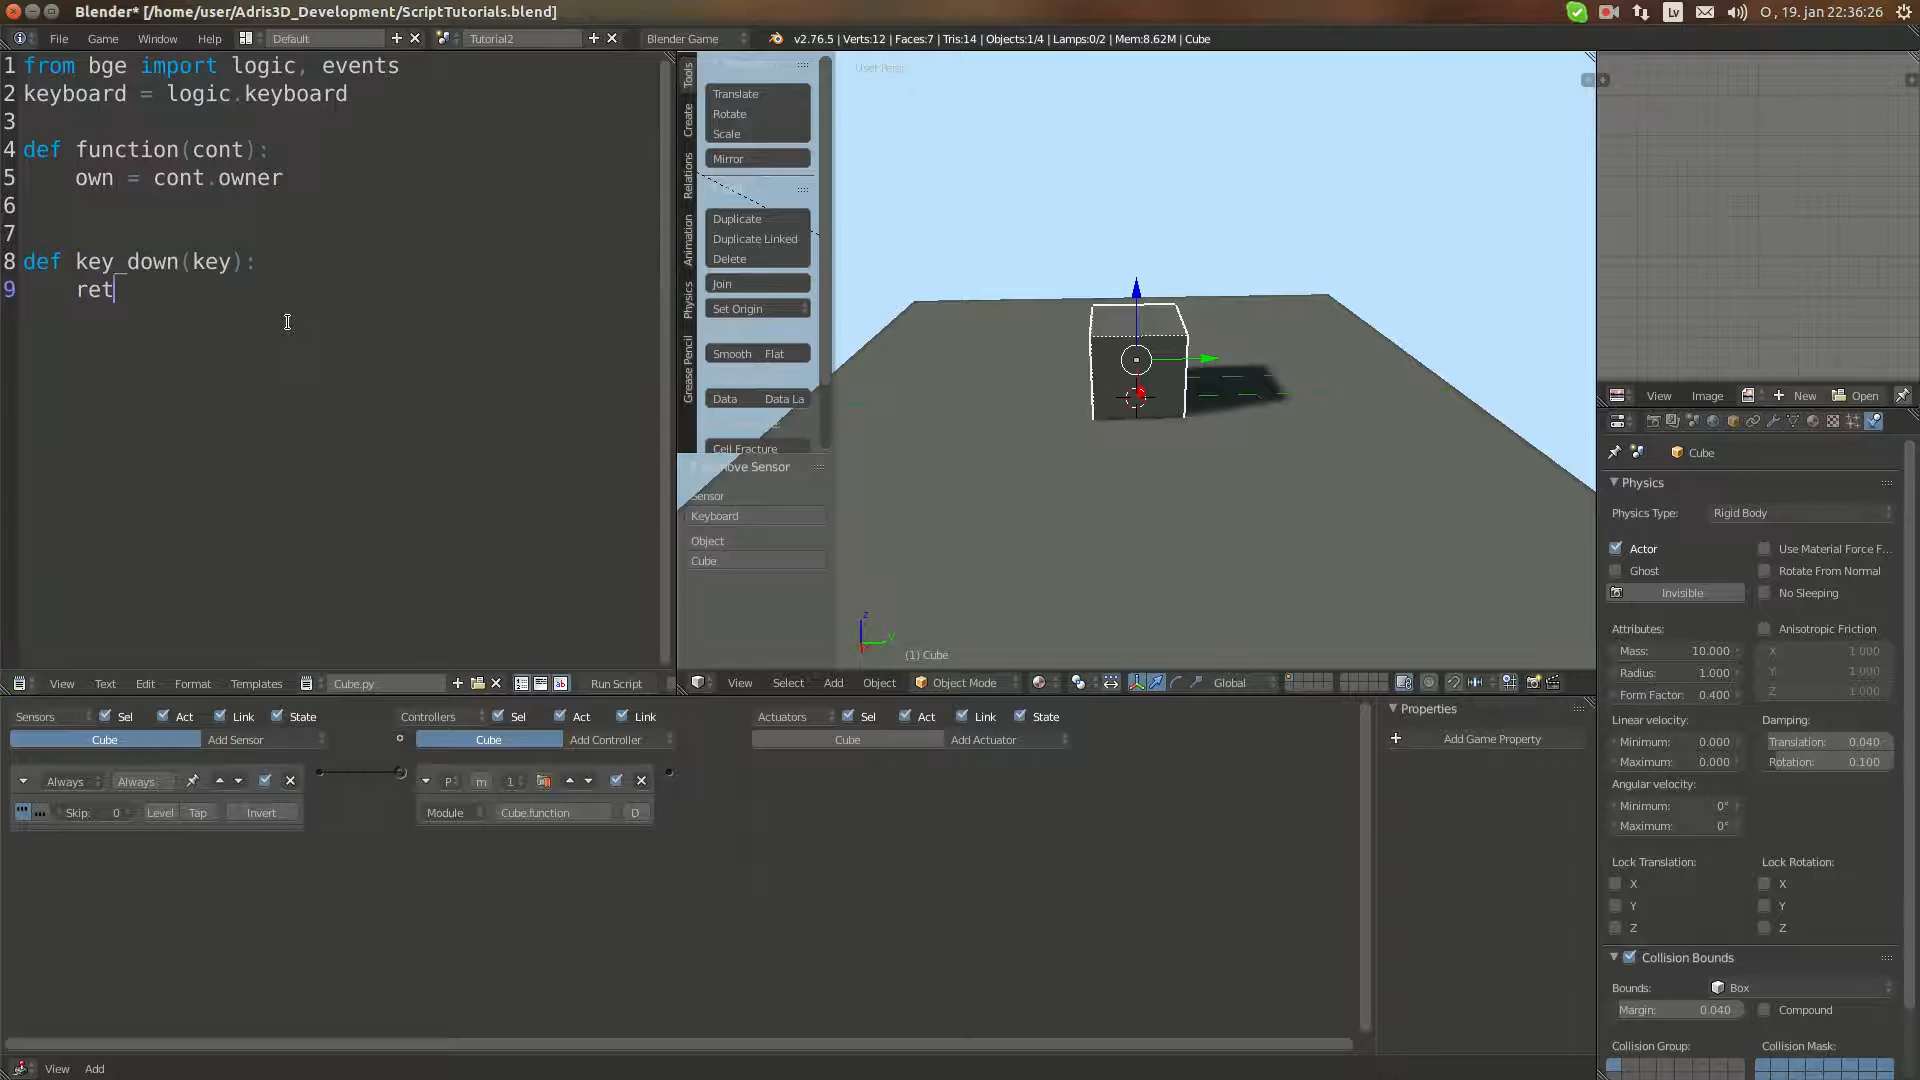 Blender* [/home/user/Adris3D_Development/ScriptTutorials.blend]
Lv
O , 19. jan 22:36:26
File Game Window Help Default Tutorial2 Blender Game v2.76.5 | Verts:12 | Faces:7 | Tris:14 | Objects:1/4 | Lamps:0/2 | Mem:8.62M | Cube
1 from bge import logic, events
2 keyboard = logic.keyboard
3
4 def function(cont):
5 own = cont.owner
6
7
8 def key_down(key):
9 ret
View Text Edit Format Templates Cube.py Run Script
Tools
Create
Relations
Animation
Physics
Grease Pencil
Translate
Rotate
Scale
Mirror
Duplicate
Duplicate Linked
Delete
Join
Set Origin
Smooth Flat
Data Data La
Cell Fracture
move Sensor
Sensor
Keyboard
Object
Cube
User Persp
z
y
(1) Cube
View Select Add Object Object Mode Global
View Image New Open
Cube
Physics
Physics Type: Rigid Body
Actor
Use Material Force F...
Ghost
Rotate From Normal
Invisible
No Sleeping
Attributes:
Anisotropic Friction
Mass: 10.000
X 1.000
Radius: 1.000
Y 1.000
Form Factor: 0.400
Z 1.000
Linear velocity:
Damping:
Minimum: 0.000
Translation: 0.040
Maximum: 0.000
Rotation: 0.100
Angular velocity:
Minimum: 0°
Maximum: 0°
Lock Translation:
Lock Rotation:
X X
Y Y
Z Z
Collision Bounds
Bounds: Box
Margin: 0.040
Compound
Collision Group:
Collision Mask:
Sensors Sel Act Link State
Cube Add Sensor
Always Always
Skip: 0 Level Tap Invert
Controllers Sel Act Link
Cube Add Controller
P m 1
Module Cube.function D
Actuators Sel Act Link State
Cube Add Actuator
Properties
Add Game Property
View Add